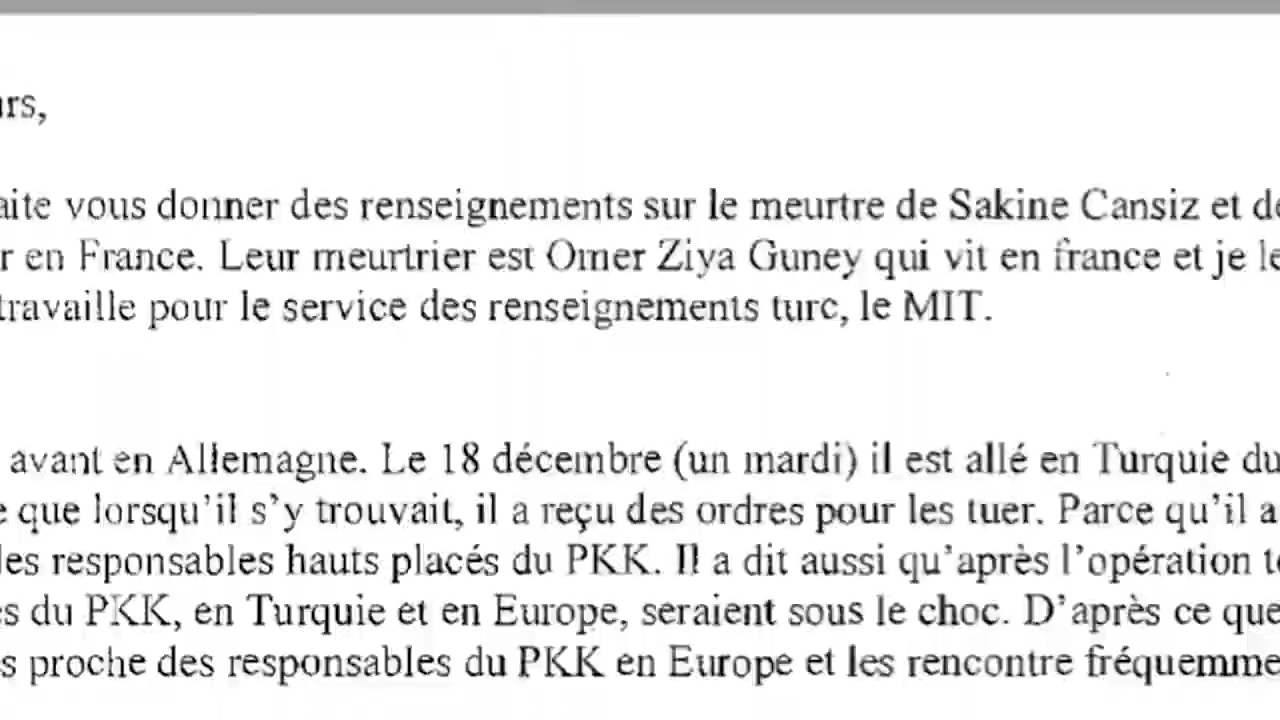 urs,
aite vous donner des renseignements sur le meurtre de Sakine Cansiz et de
r en France. Leur meurtrier est Omer Ziya Guney qui vit en france et je le
travaille pour le service des renseignements turc, le MIT.
avant en Allemagne. Le 18 décembre (un mardi) il est allé en Turquie du
e que lorsqu'il s'y trouvait, il a reçu des ordres pour les tuer. Parce qu'il a
les responsables hauts placés du PKK. Il a dit aussi qu'après l'opération to
s du PKK, en Turquie et en Europe, seraient sous le choc. D'après ce que
s proche des responsables du PKK en Europe et les rencontre fréquemme